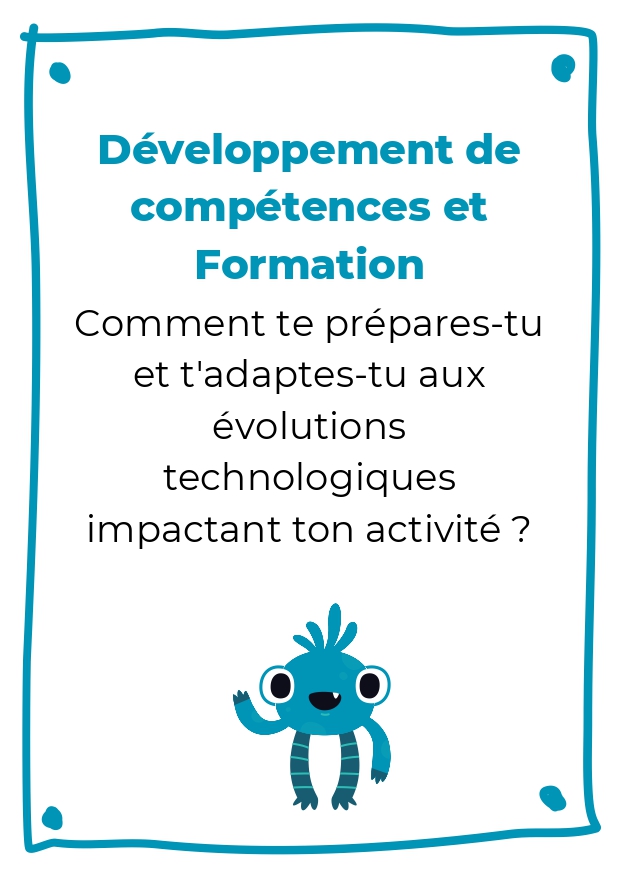 Développement de
compétences et
Formation
Comment te prépares-tu
et t'adaptes-tu aux
évolutions
technologiques
impactant ton activité ?